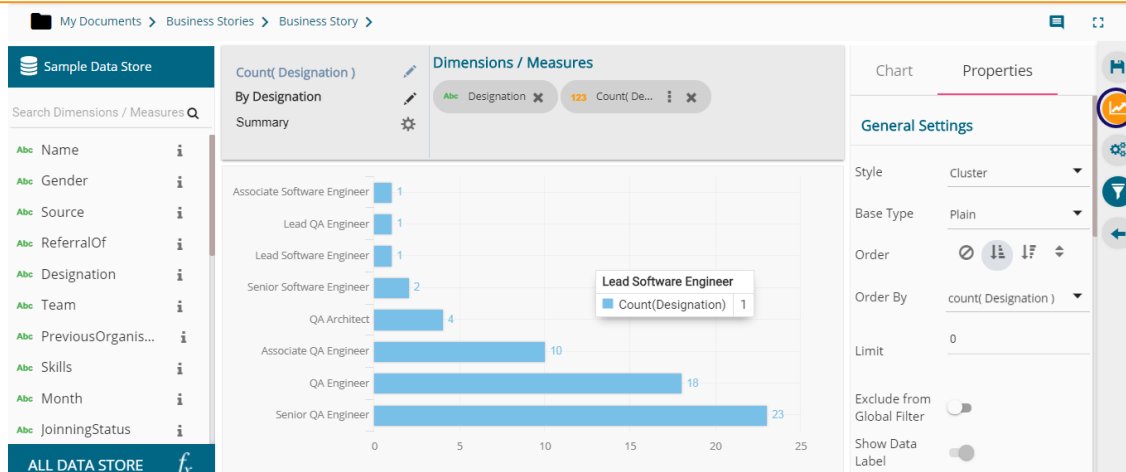 My Documents > Business Stories > Business Story >
Sample Data Store
Search Dimensions / Measures
Abc Name i
Abc Gender i
Abc Source i
Abc ReferralOf i
Abc Designation i
Abc Team i
Abc PreviousOrganis... i
Abc Skills i
Abc Month i
Abc JoinningStatus i
ALL DATA STORE fx
Count( Designation )
By Designation
Summary
Dimensions / Measures
Abc Designation 123 Count( De...
Associate Software Engineer 1
Lead QA Engineer 1
Lead Software Engineer 1
Senior Software Engineer 2
QA Architect 4
Associate QA Engineer 10
QA Engineer 18
Senior QA Engineer 23
0 5 10 15 20 25
Lead Software Engineer
Count(Designation) 1
Chart Properties
General Settings
Style Cluster
Base Type Plain
Order
Order By count( Designation )
Limit 0
Exclude from
Global Filter
Show Data
Label